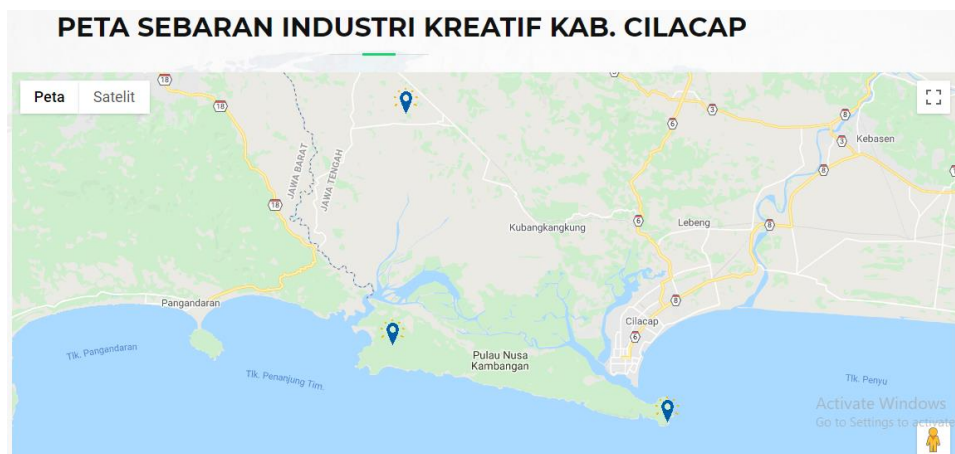 PETA SEBARAN INDUSTRI KREATIF KAB. CILACAP
Peta Satelit
18
18
3
6
8
3
Kebasen
8
JAWA BARAT
JAWA TENGAH
18
6
Lebeng
8
Kubangkangkung
Pangandaran
8
Cilacap
6
Tlk. Pangandaran
Pulau Nusa
Kambangan
Tlk. Penanjung Tim.
Tlk. Penyu
Activate Windows
Go to Settings to activate